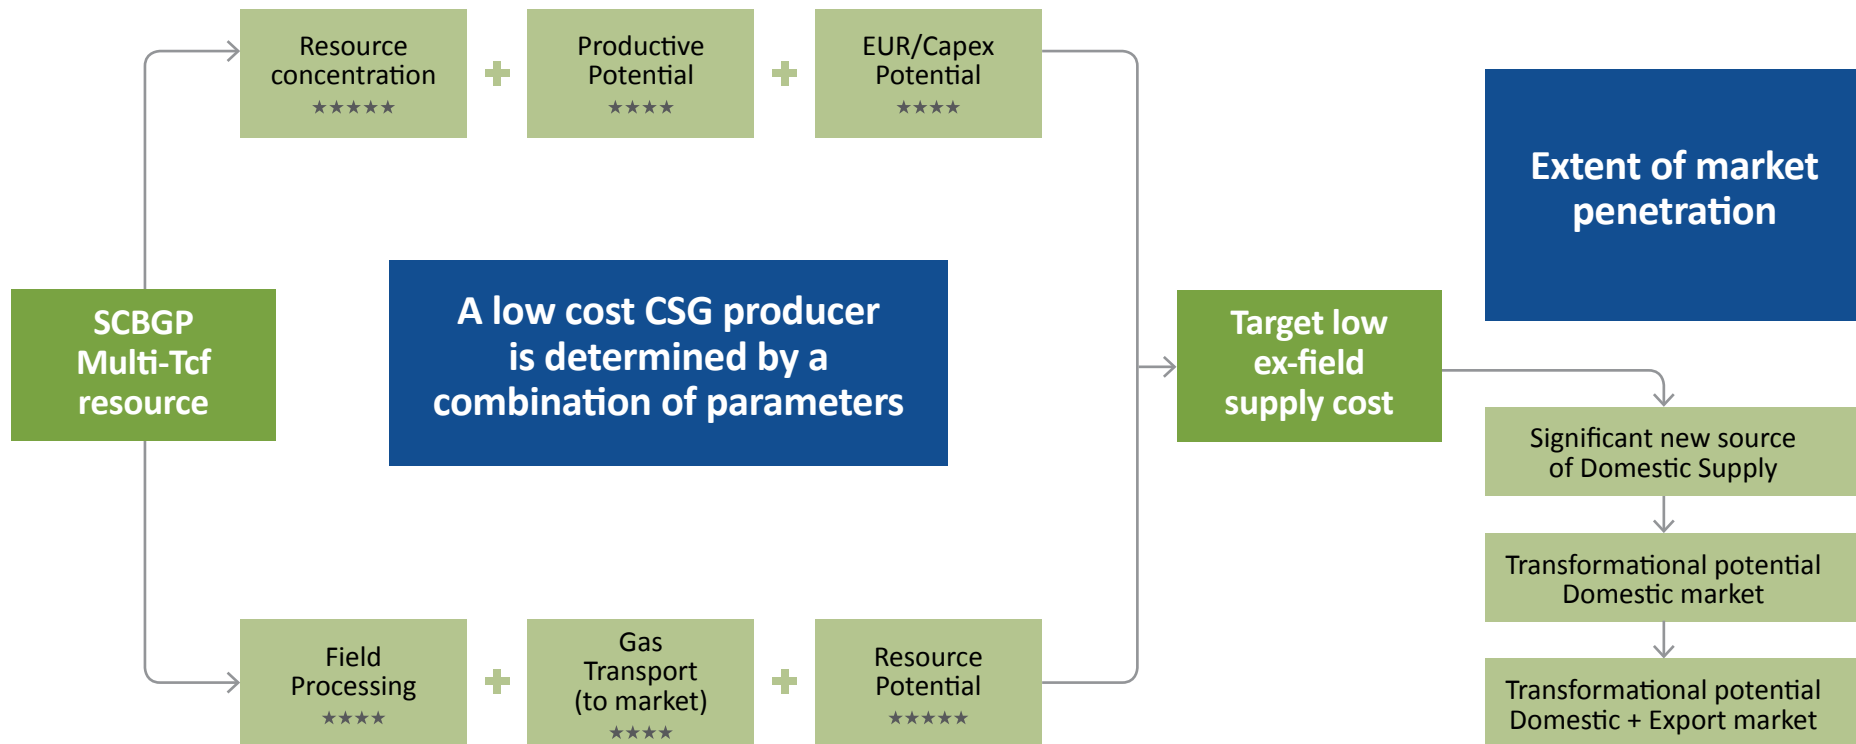 Resource
concentration
★★★★★
Productive
Potential
★★★★
EUR/Capex
Potential
★★★★
SCBGP
Multi-Tcf
resource
A low cost CSG producer
is determined by a
combination of parameters
Field
Processing
★★★★
Gas
Transport
(to market)
★★★★
Resource
Potential
★★★★★
Target low
ex-field
supply cost
Extent of market
penetration
Significant new source
of Domestic Supply
Transformational potential
Domestic market
Transformational potential
Domestic + Export market